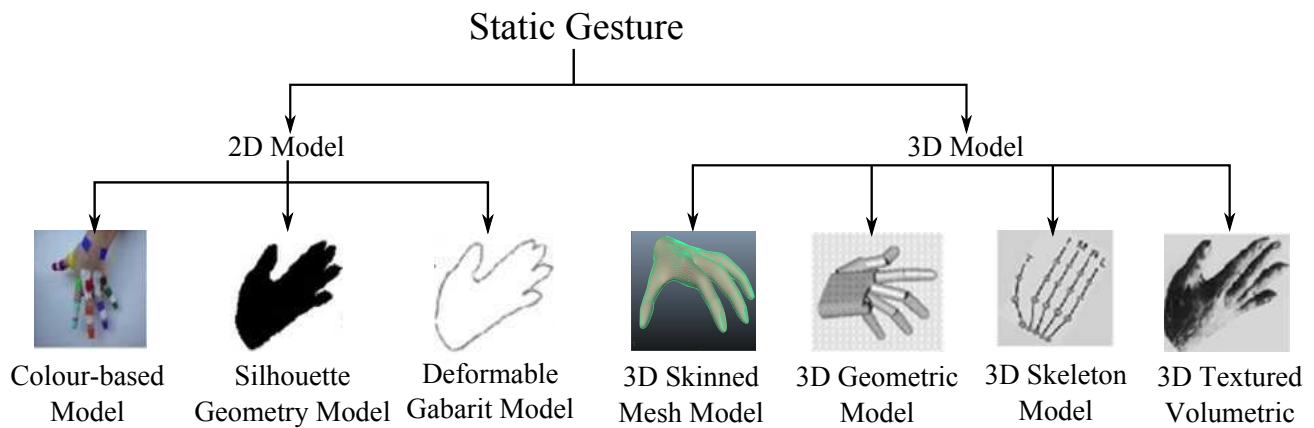 Static Gesture
2D Model
3D Model
Colour-based
Model
Silhouette
Geometry Model
Deformable
Gabarit Model
3D Skinned
Mesh Model
3D Geometric
Model
T
I
M
R
L
3D Skeleton
Model
3D Textured
Volumetric